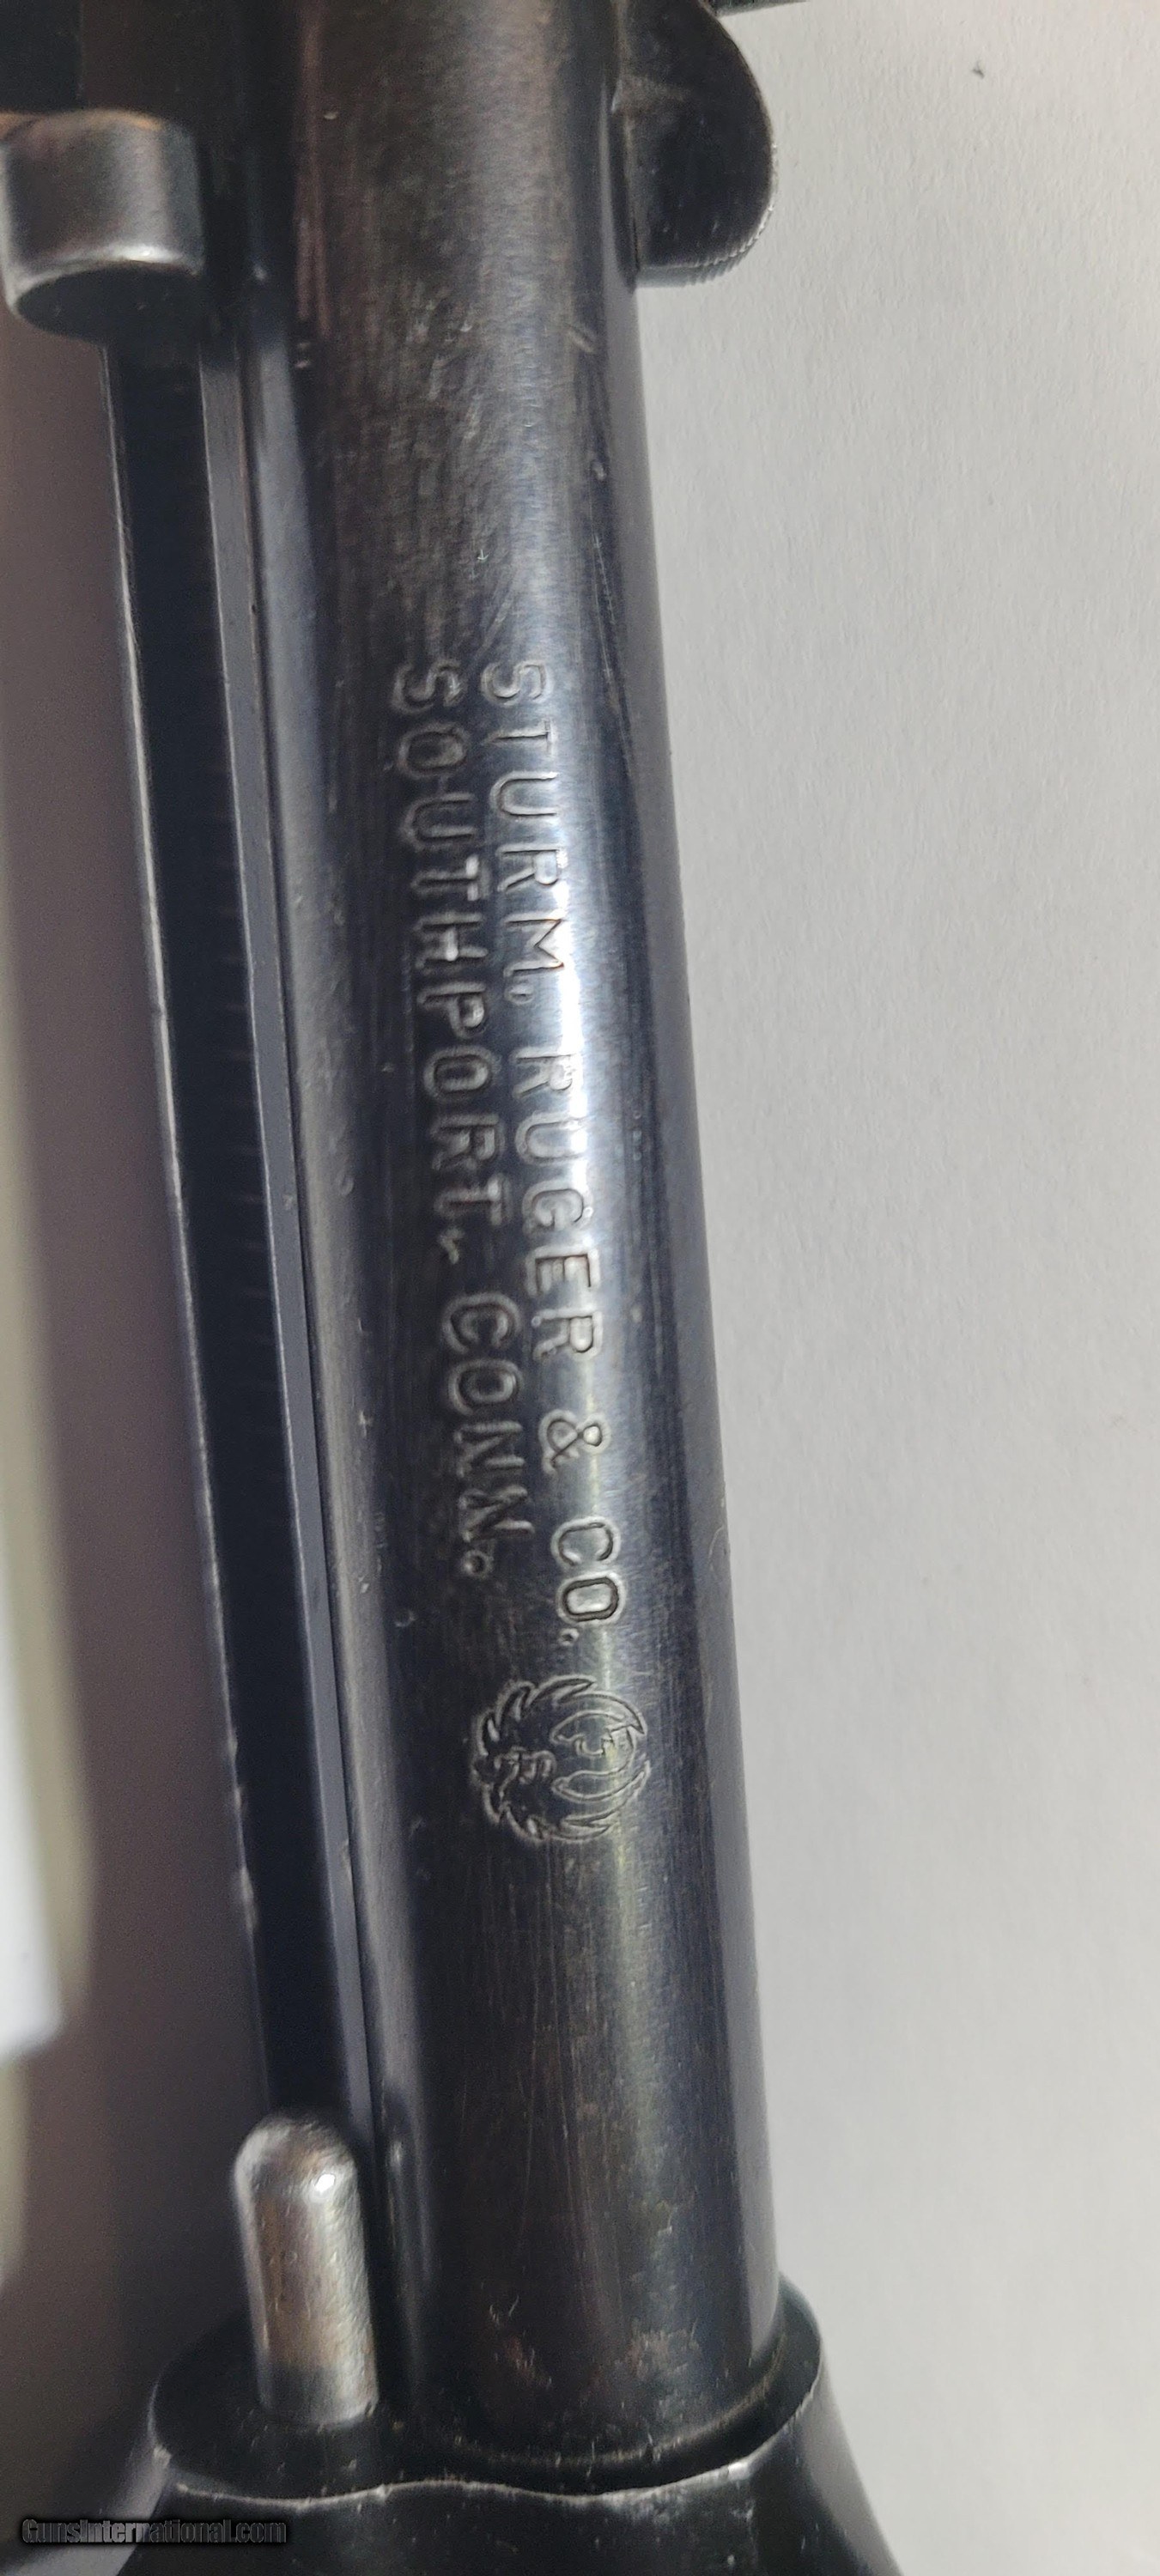 STURM, RUGER & CO.
SOUTHPORT, CONN.
GunsInternational.com